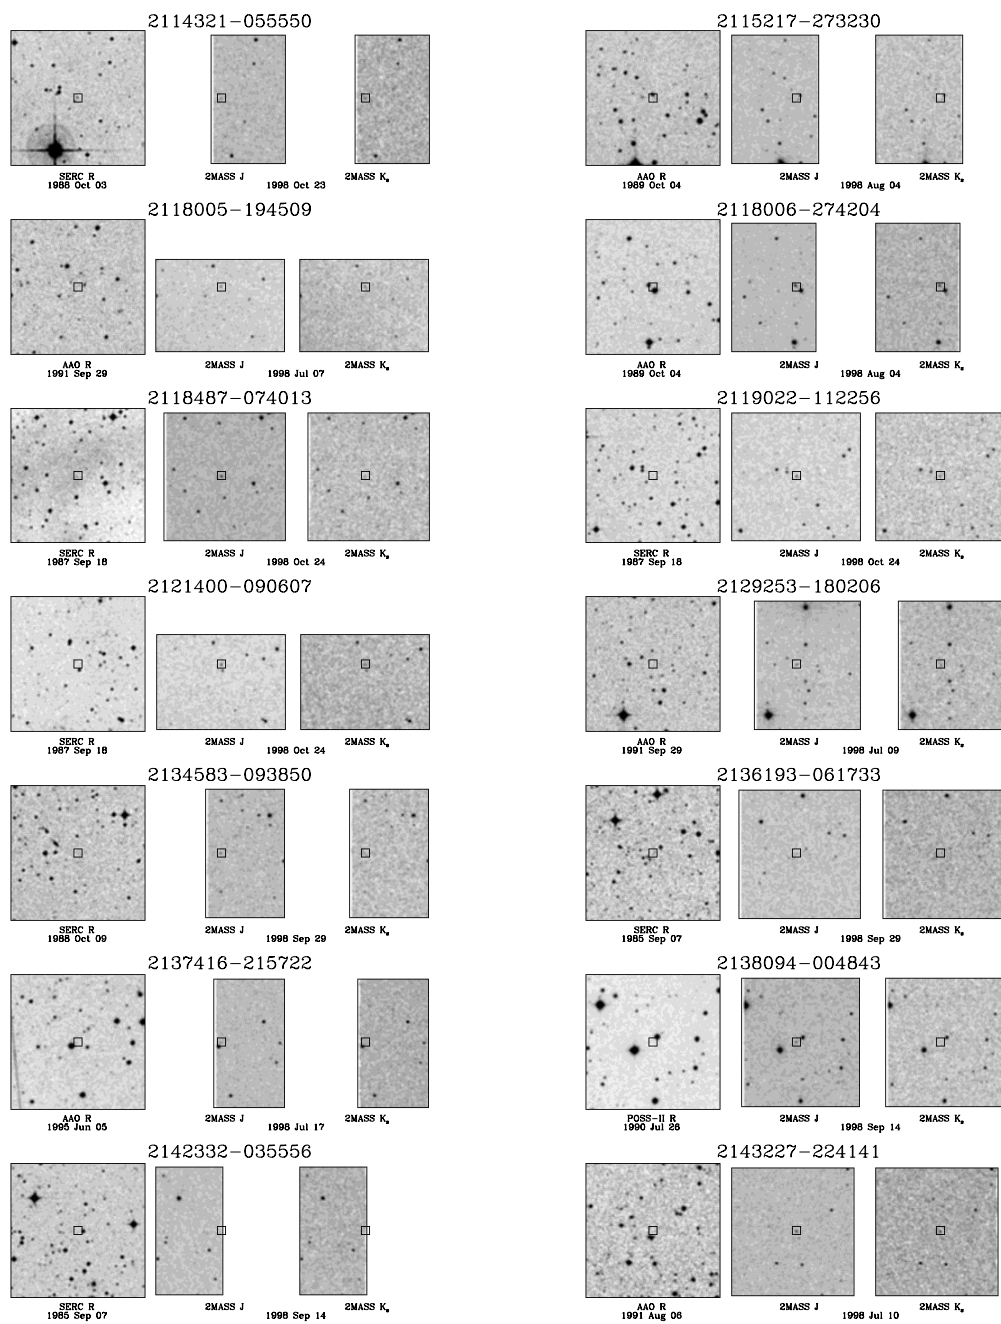 2114321-055550
SERC R
1988 Oct 03
2MASS J
1998 Oct 23
2MASS Ks
2115217-273230
AAO R
1989 Oct 04
2MASS J
1998 Aug 04
2MASS Ks
2118005-194509
AAO R
1991 Sep 29
2MASS J
1998 Jul 07
2MASS Ks
2118006-274204
AAO R
1989 Oct 04
2MASS J
1998 Aug 04
2MASS Ks
2118487-074013
SERC R
1987 Sep 18
2MASS J
1998 Oct 24
2MASS Ks
2119022-112256
SERC R
1987 Sep 18
2MASS J
1998 Oct 24
2MASS Ks
2121400-090607
SERC R
1987 Sep 18
2MASS J
1998 Oct 24
2MASS Ks
2129253-180206
AAO R
1991 Sep 29
2MASS J
1998 Jul 09
2MASS Ks
2134583-093850
SERC R
1988 Oct 09
2MASS J
1998 Sep 29
2MASS Ks
2136193-061733
SERC R
1985 Sep 07
2MASS J
1998 Sep 29
2MASS Ks
2137416-215722
AAO R
1995 Jun 05
2MASS J
1998 Jul 17
2MASS Ks
2138094-004843
POSS-II R
1990 Jul 26
2MASS J
1998 Sep 14
2MASS Ks
2142332-035556
SERC R
1985 Sep 07
2MASS J
1998 Sep 14
2MASS Ks
2143227-224141
AAO R
1991 Aug 06
2MASS J
1998 Jul 10
2MASS Ks